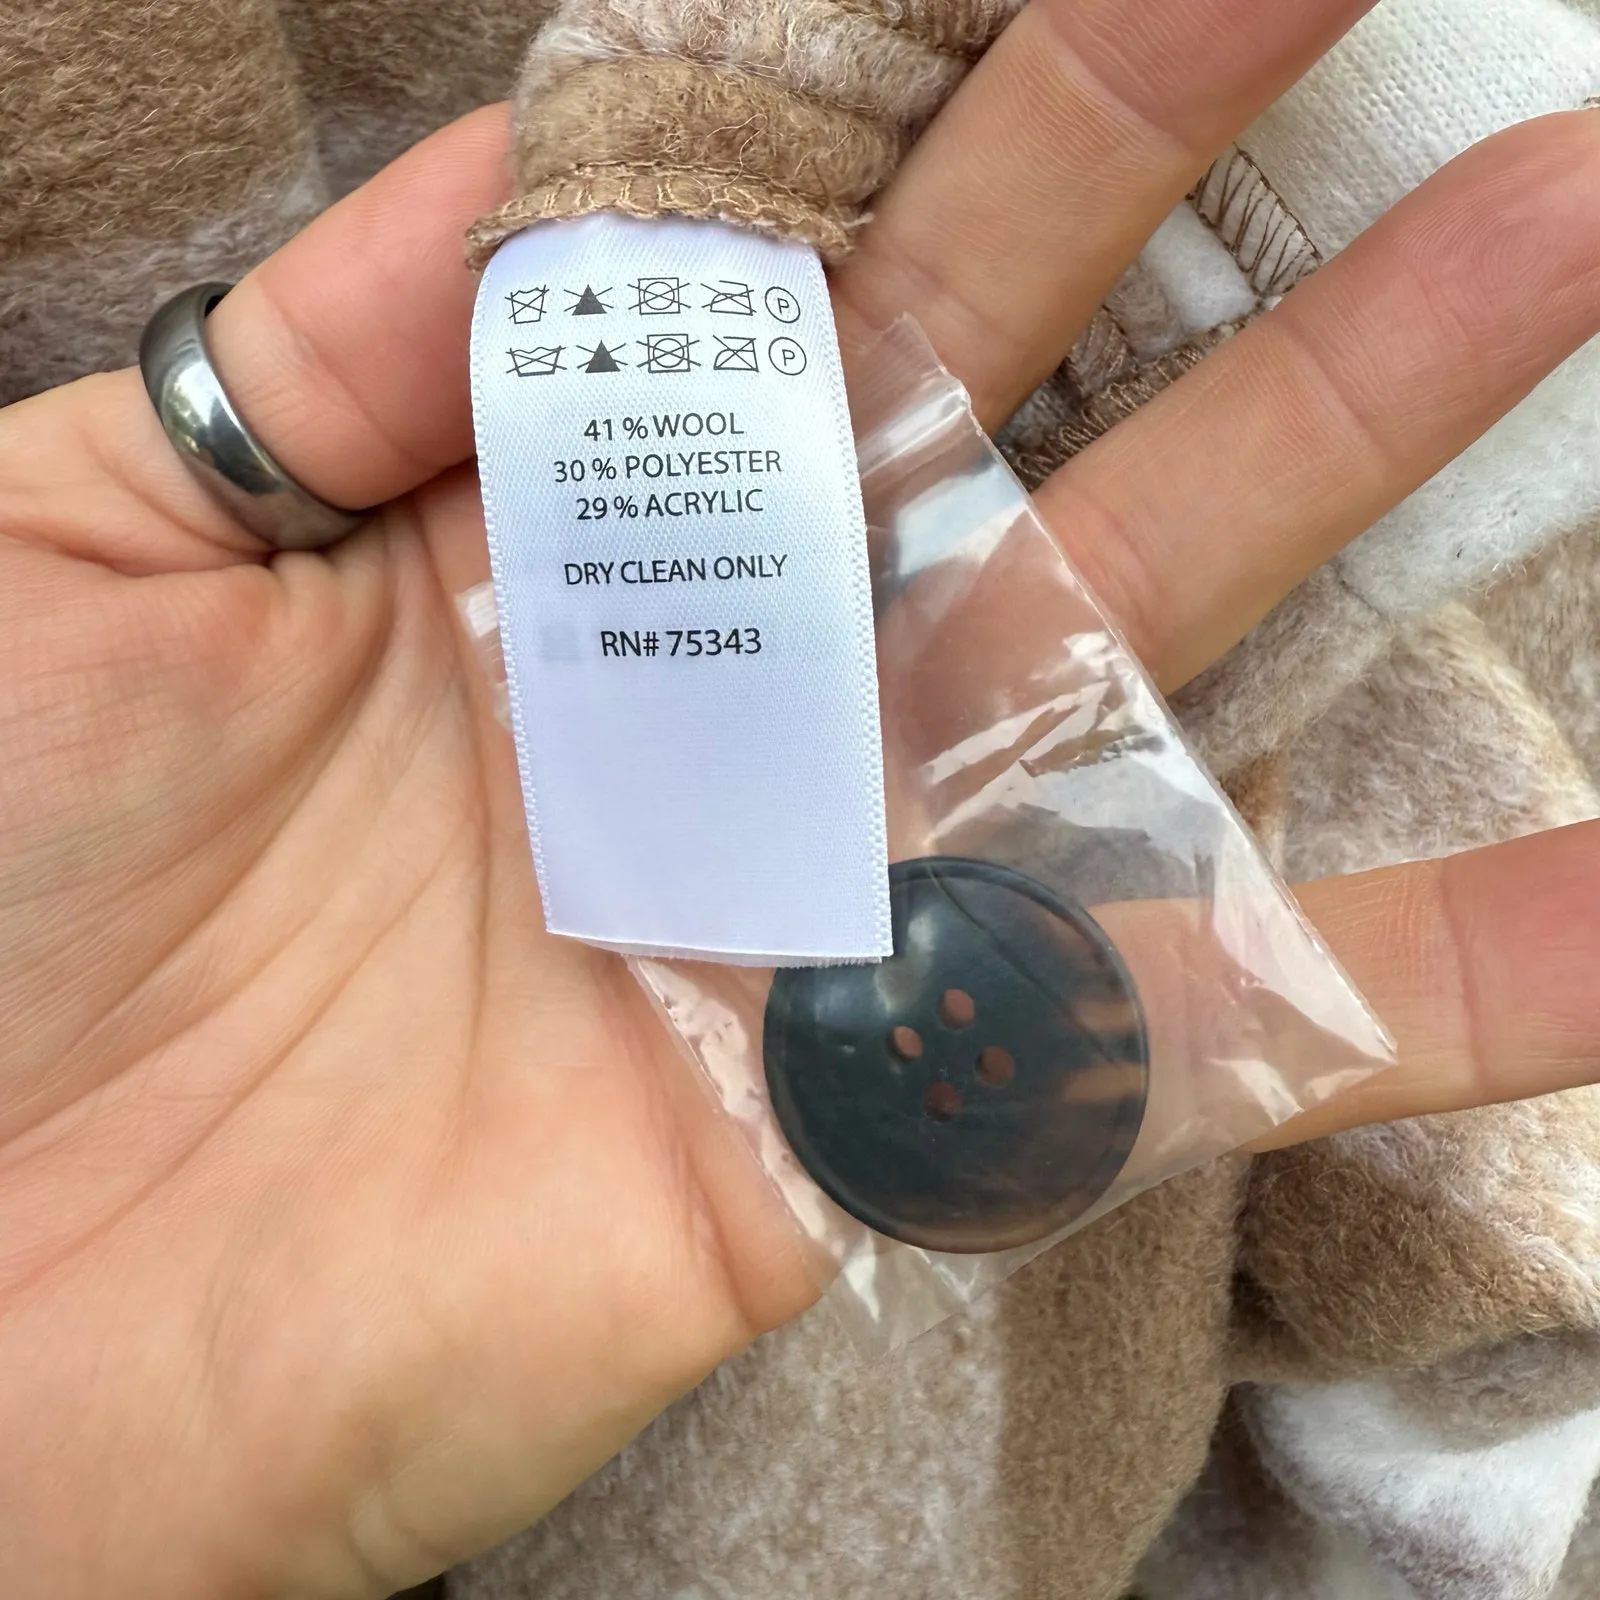 P
P
41 % WOOL
30 % POLYESTER
29 % ACRYLIC
DRY CLEAN ONLY
RN# 75343